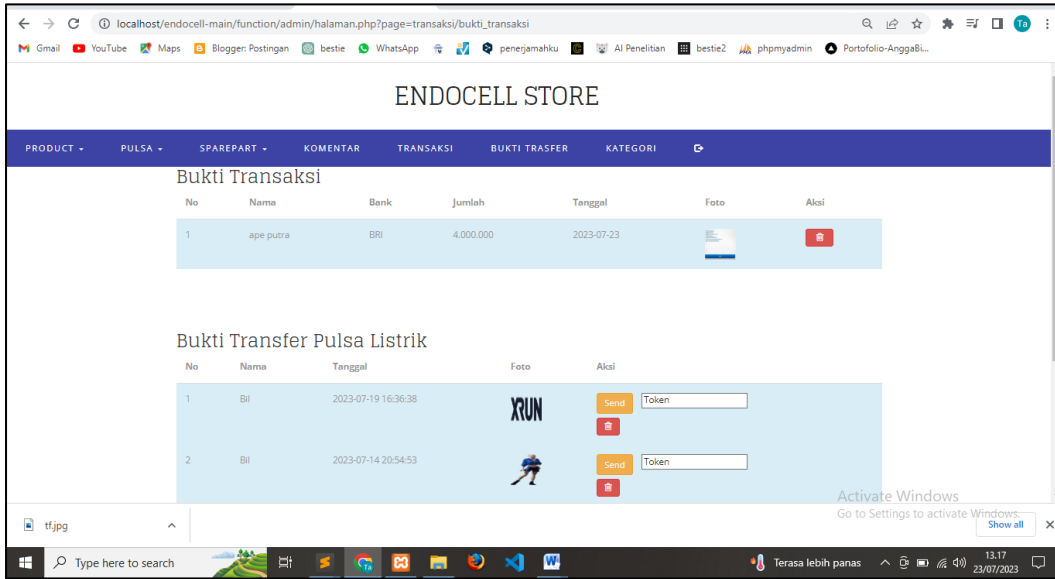 localhost/endocell-main/function/admin/halaman.php?page=transaksi/bukti_transaksi
Ta
Gmail YouTube Maps Blogger: Postingan bestie WhatsApp penerjamahku AI Penelitian bestie2 phpmyadmin Portofolio-AnggaBi...
ENDOCELL STORE
PRODUCT PULSA SPAREPART KOMENTAR TRANSAKSI BUKTI TRASFER KATEGORI
Bukti Transaksi
No Nama Bank Jumlah Tanggal Foto Aksi
1 ape putra BRI 4.000.000 2023-07-23
Bukti Transfer Pulsa Listrik
No Nama Tanggal Foto Aksi
1 Bil 2023-07-19 16:36:38 XRUN Send Token
2 Bil 2023-07-14 20:54:53 Send Token
Activate Windows
Go to Settings to activate Windows.
tf.jpg Show all
Type here to search Terasa lebih panas 13.17
23/07/2023